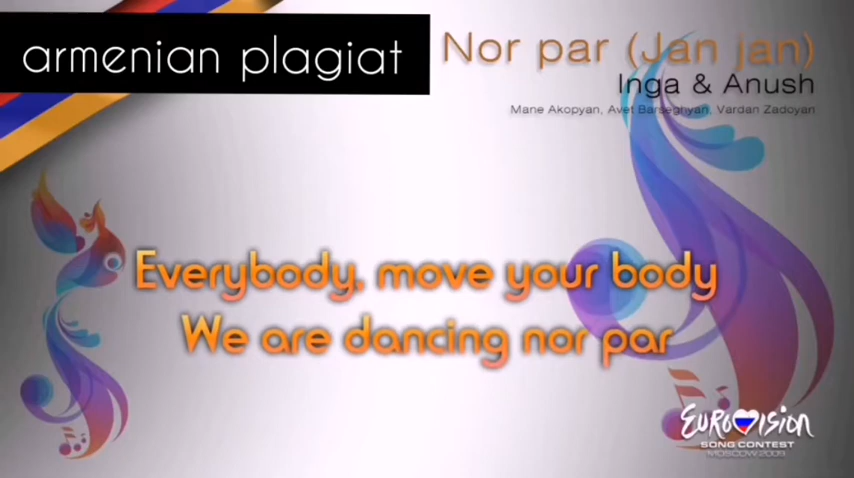 armenian plagiat
Nor par (Jan jan)
Inga & Anush
Mane Akopyan, Avet Barseghyan, Vardan Zadoyan
Everybody, move your body
We are dancing nor par
EUROVISION
SONG CONTEST
MOSCOW 2009